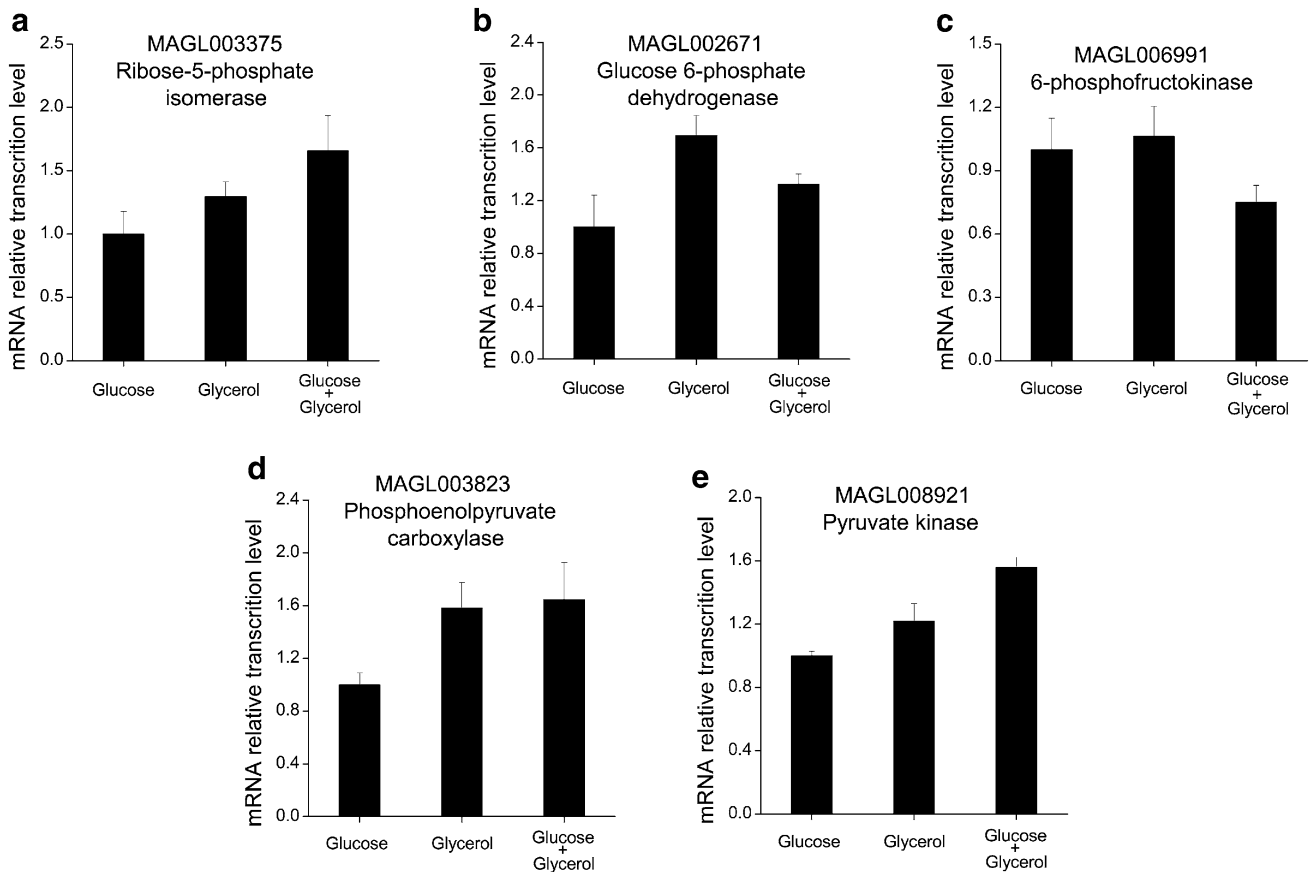 a
MAGL003375
Ribose-5-phosphate
isomerase
mRNA relative transcrition level
2.5
2.0
1.5
1.0
0.5
0.0
Glucose
Glycerol
Glucose
+
Glycerol
b
MAGL002671
Glucose 6-phosphate
dehydrogenase
mRNA relative transcrition level
2.4
2.0
1.6
1.2
0.8
0.4
0.0
Glucose
Glycerol
Glucose
+
Glycerol
c
MAGL006991
6-phosphofructokinase
mRNA relative transcrition level
1.5
1.2
0.9
0.6
0.3
0.0
Glucose
Glycerol
Glucose
+
Glycerol
d
MAGL003823
Phosphoenolpyruvate
carboxylase
mRNA relative transcrition level
2.4
2.0
1.6
1.2
0.8
0.4
0.0
Glucose
Glycerol
Glucose
+
Glycerol
e
MAGL008921
Pyruvate kinase
mRNA relative transcrition level
2.0
1.6
1.2
0.8
0.4
0.0
Glucose
Glycerol
Glucose
+
Glycerol